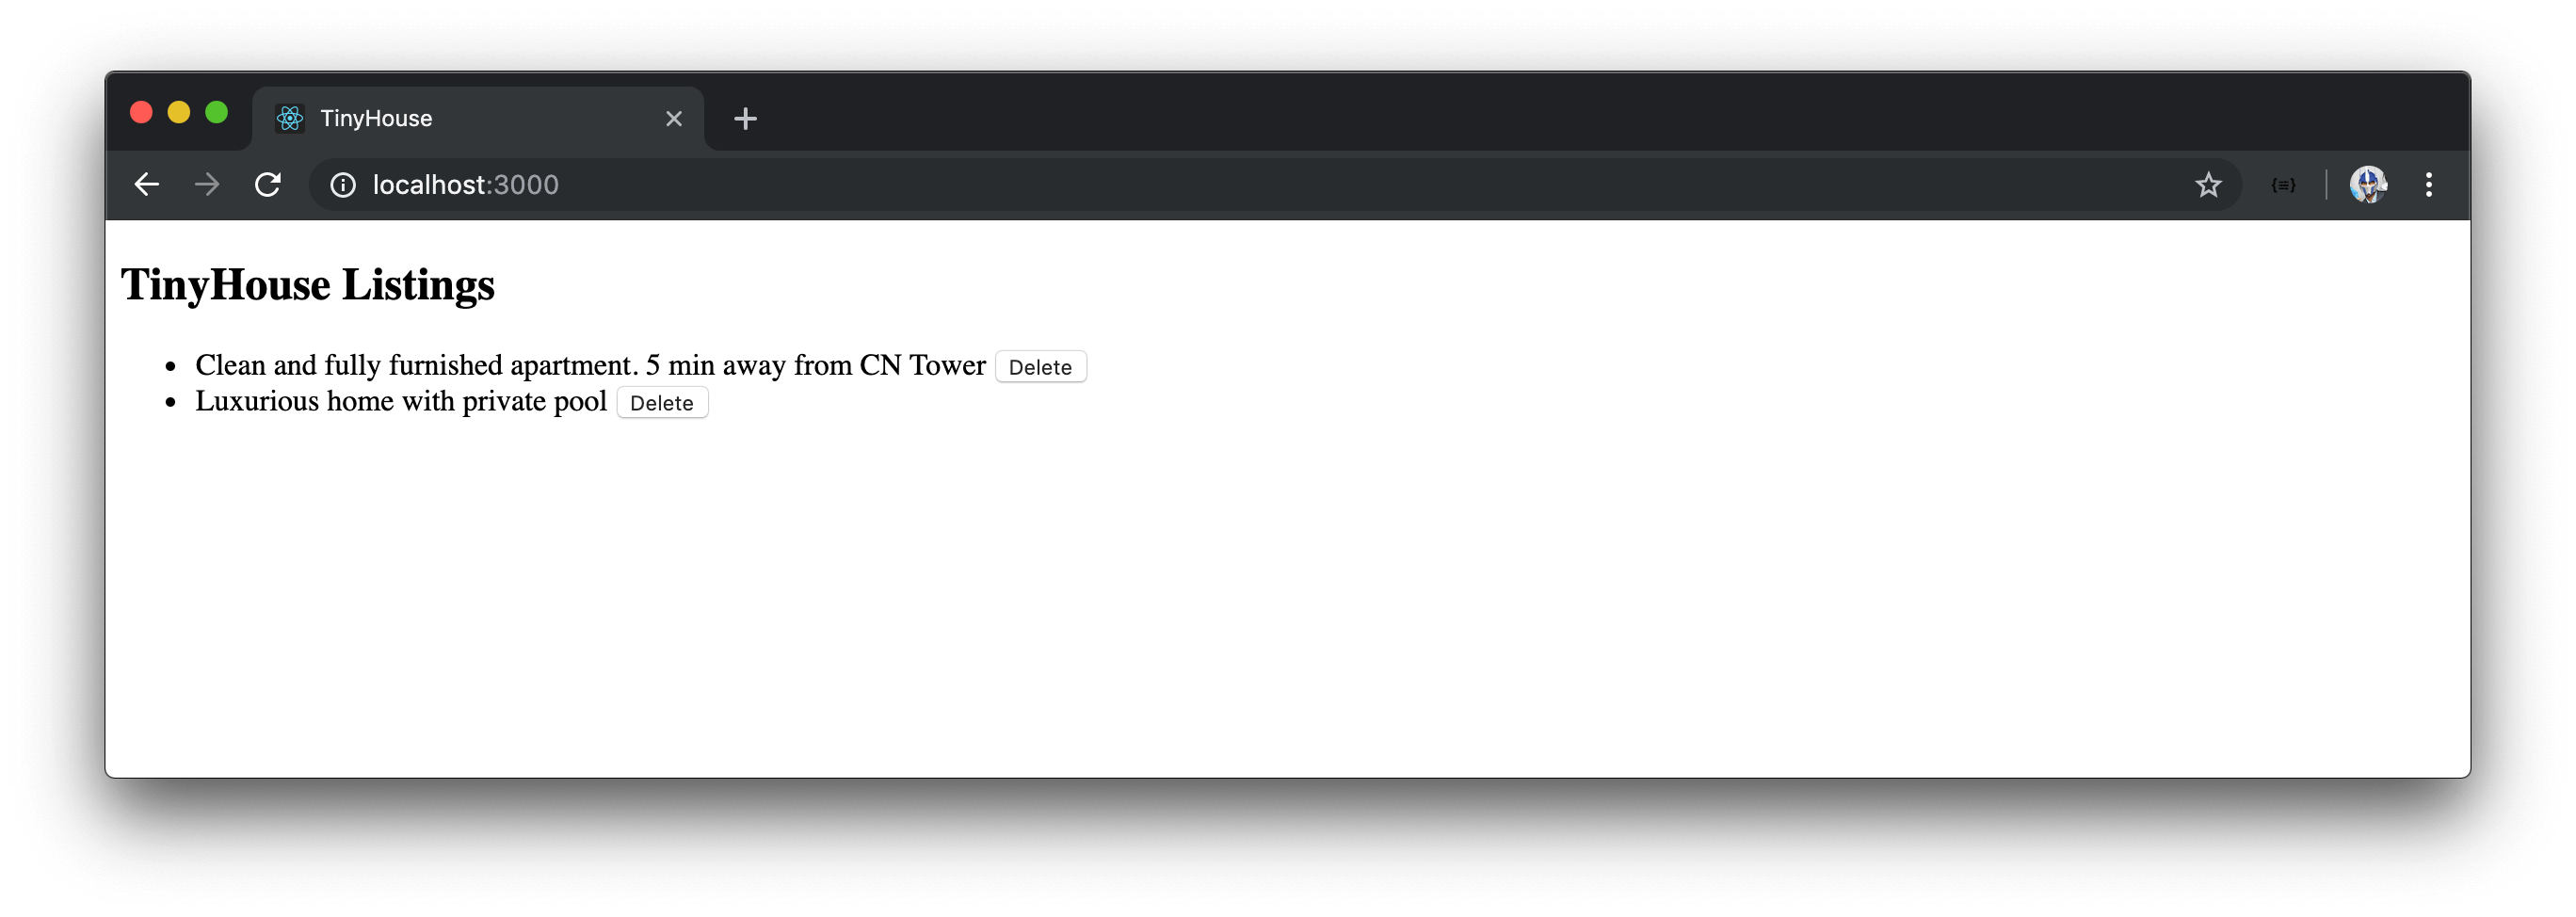 TinyHouse
localhost:3000
TinyHouse Listings
Clean and fully furnished apartment. 5 min away from CN Tower Delete
Luxurious home with private pool Delete